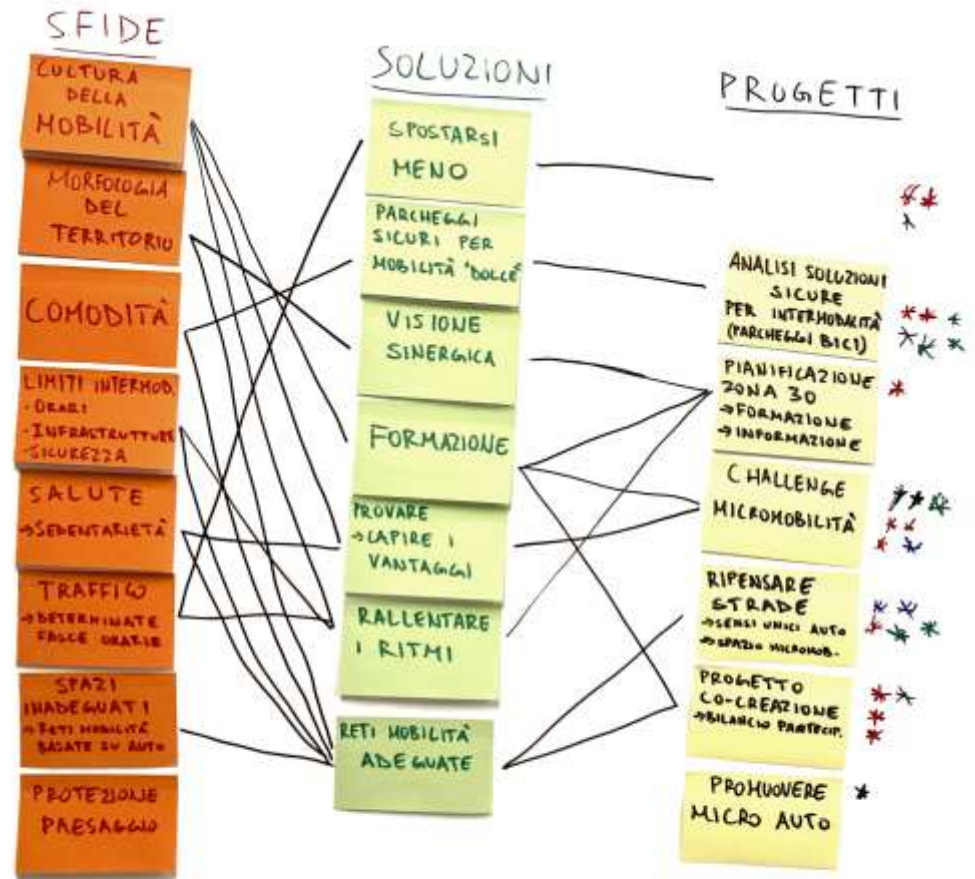 SFIDE
CULTURA
DELLA
MOBILITÀ
MORFOLOGIA
DEL
TERRITORIO
COMODITÀ
LIMITI INTERMOD.
- ORARI
- INFRASTRUTTURE
- SICUREZZA
SALUTE
→ SEDENTARIETÀ
TRAFFICO
→ DETERMINATE
FASCE ORARIE
SPAZI
INADEGUATI
→ RETI MOBILITÀ
BASATE SU AUTO
PROTEZIONE
PAESAGGIO
SOLUZIONI
SPOSTARSI
MENO
PARCHEGGI
SICURI PER
MOBILITÀ "DOLCE"
VISIONE
SINERGICA
FORMAZIONE
PROVARE
→ CAPIRE I
VANTAGGI
RALLENTARE
I RITMI
RETI MOBILITÀ
ADEGUATE
PROGETTI
ANALISI SOLUZIONI
SICURE
PER INTERMODALITÀ
(PARCHEGGI BICI)
PIANIFICAZIONE
ZONA 30
→ FORMAZIONE
→ INFORMAZIONE
CHALLENGE
MICROMOBILITÀ
RIPENSARE
STRADE
→ SENSI UNICI AUTO
→ SPAZIO MICROMOB.
PROGETTO
CO-CREAZIONE
→ BILANCIO PARTECIP.
PROMUOVERE
MICRO AUTO